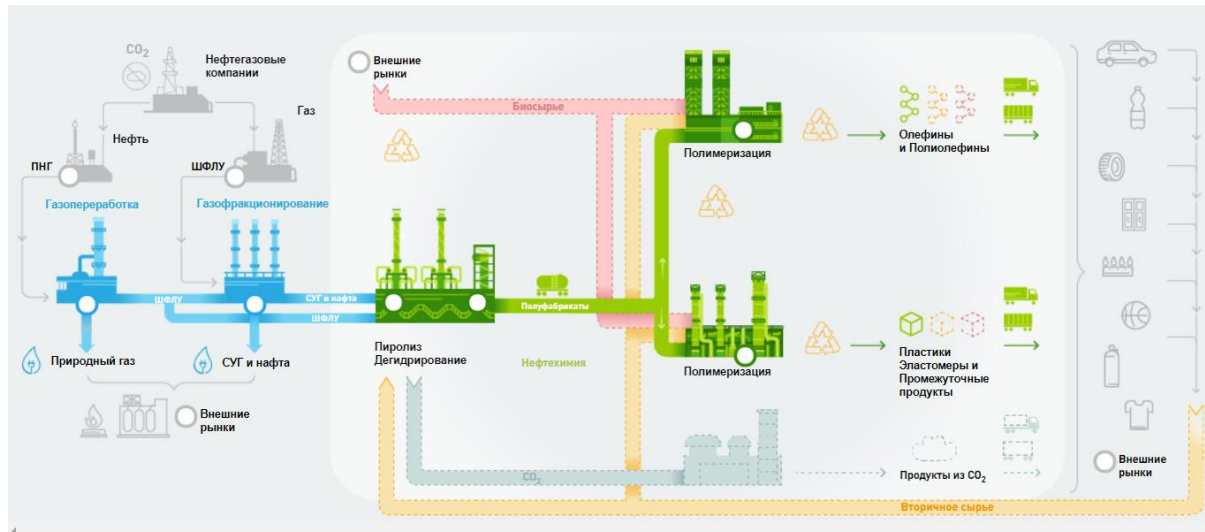 CO2
Нефтегазовые
компании
Газ
Нефть
ПНГ
ШФЛУ
Газопереработка
Газофракционирование
ШФЛУ
СУГ и нафта
ШФЛУ
Природный газ
СУГ и нафта
Внешние
рынки
Внешние
рынки
Биосырье
Пиролиз
Дегидрирование
Полуфабрикаты
Нефтехимия
Полимеризация
Полимеризация
Олефины
и Полиолефины
Пластики
Эластомеры и
Промежуточные
продукты
CO2
Продукты из CO2
Вторичное сырье
Внешние
рынки